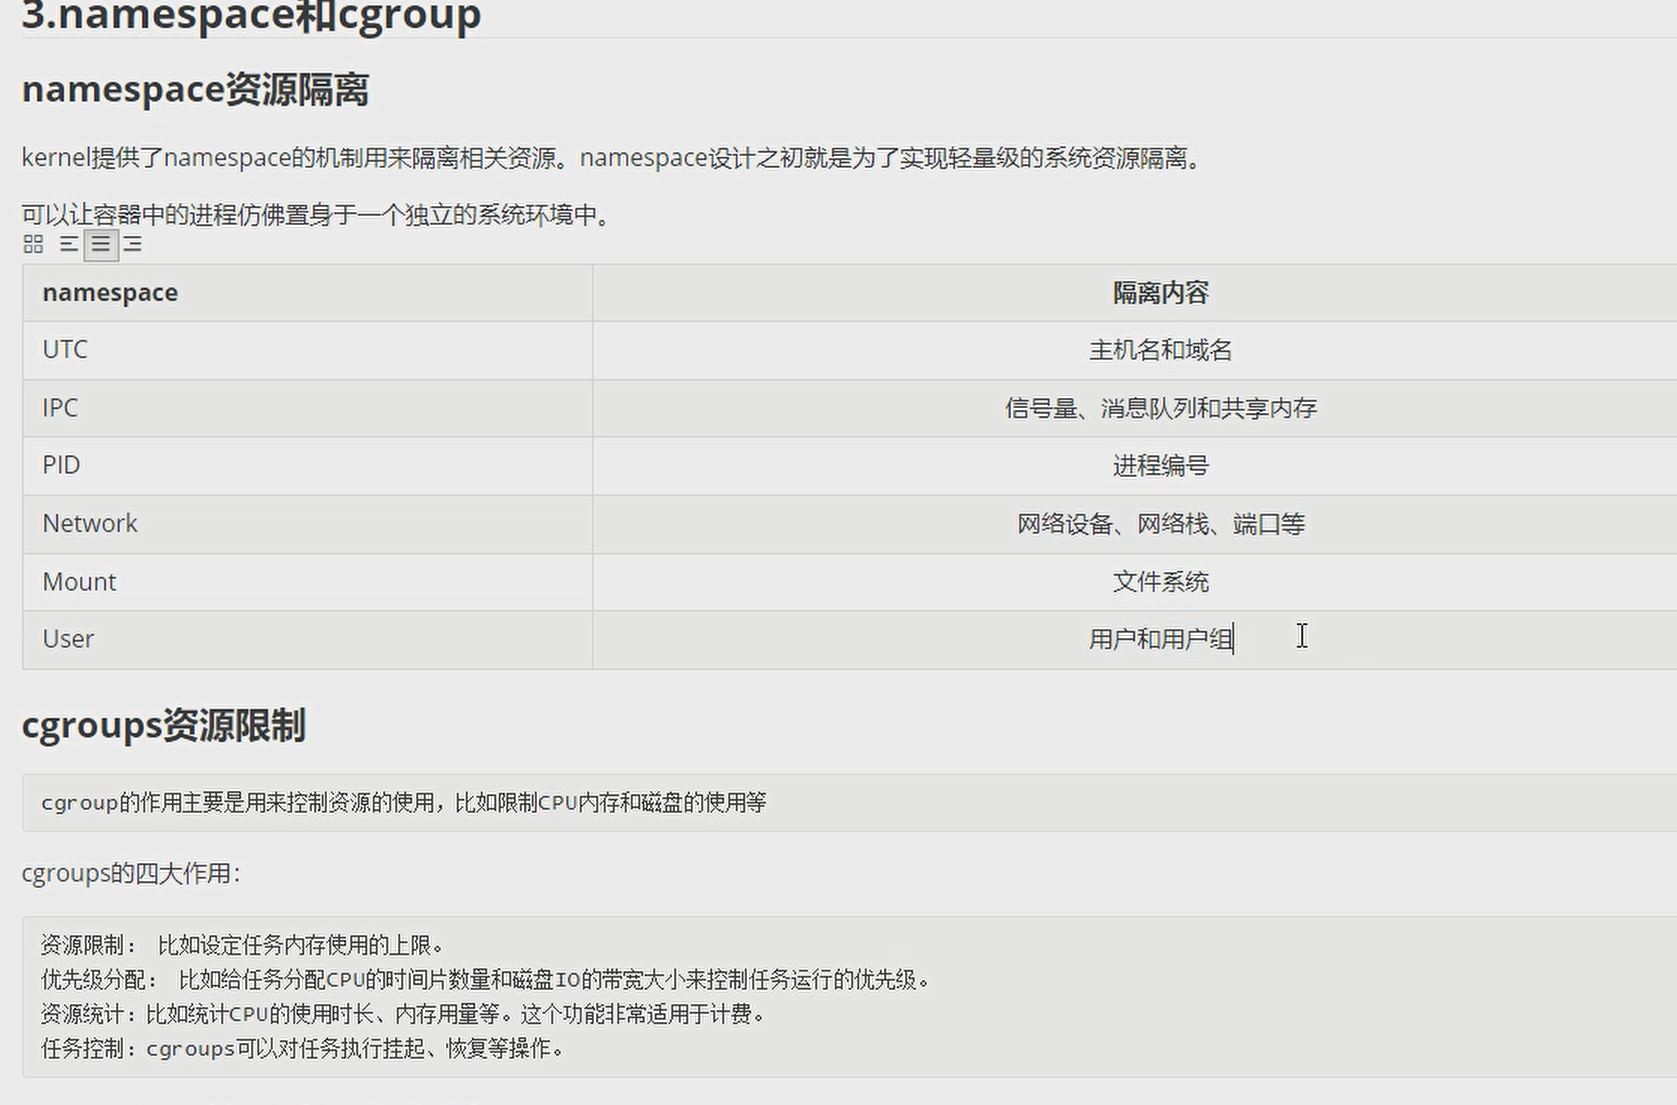 3.namespace和cgroup
namespace资源隔离
kernel提供了namespace的机制用来隔离相关资源。namespace设计之初就是为了实现轻量级的系统资源隔离。
可以让容器中的进程仿佛置身于一个独立的系统环境中。
namespace 隔离内容
UTC 主机名和域名
IPC 信号量、消息队列和共享内存
PID 进程编号
Network 网络设备、网络栈、端口等
Mount 文件系统
User 用户和用户组
cgroups资源限制
cgroup的作用主要是用来控制资源的使用，比如限制CPU内存和磁盘的使用等
cgroups的四大作用：
资源限制： 比如设定任务内存使用的上限。
优先级分配： 比如给任务分配CPU的时间片数量和磁盘IO的带宽大小来控制任务运行的优先级。
资源统计：比如统计CPU的使用时长、内存用量等。这个功能非常适用于计费。
任务控制：cgroups可以对任务执行挂起、恢复等操作。